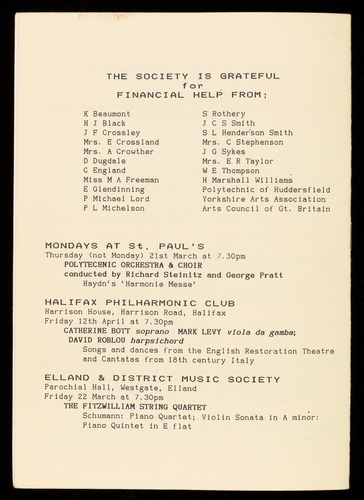 THE SOCIETY IS GRATEFUL
for
FINANCIAL HELP FROM:
K Beaumont
H J Black
J F Crossley
Mrs. E Crossland
Mrs. A Crowther
D Dugdale
C England
Miss M A Freeman
E Glendinning
P Michael Lord
P L Michelson
S Rothery
J C S Smith
S L Henderson Smith
Mrs. C Stephenson
J G Sykes
Mrs. E R Taylor
W E Thompson
H Marshall Williams
Polytechnic of Huddersfield
Yorkshire Arts Association
Arts Council of Gt. Britain
MONDAYS AT St. PAUL'S
Thursday (not Monday) 21st March at 7.30pm
POLYTECHNIC ORCHESTRA & CHOIR
conducted by Richard Steinitz and George Pratt
Haydn's 'Harmonie Messe'
HALIFAX PHILHARMONIC CLUB
Harrison House, Harrison Road, Halifax
Friday 12th April at 7.30pm
CATHERINE BOTT soprano MARK LEVY viola da gamba;
DAVID ROBLOU harpsichord
Songs and dances from the English Restoration Theatre
and Cantatas from 18th century Italy
ELLAND & DISTRICT MUSIC SOCIETY
Parochial Hall, Westgate, Elland
Friday 22 March at 7.30pm
THE FITZWILLIAM STRING QUARTET
Schumann: Piano Quartet; Violin Sonata in A minor:
Piano Quintet in E flat